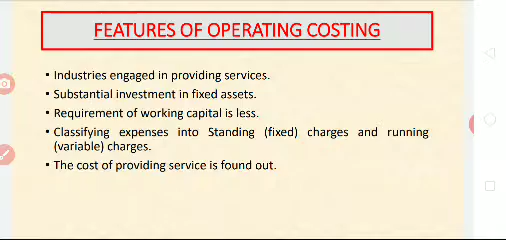 FEATURES OF OPERATING COSTING
• Industries engaged in providing services.
• Substantial investment in fixed assets.
• Requirement of working capital is less.
• Classifying expenses into Standing (fixed) charges and running
(variable) charges.
• The cost of providing service is found out.